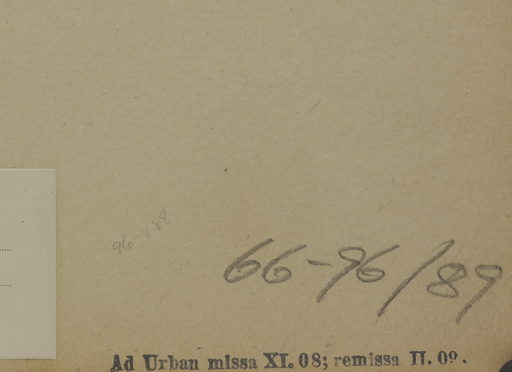 96-188
66-96/89
Ad Urban missa XI. 08; remissa II. 09.